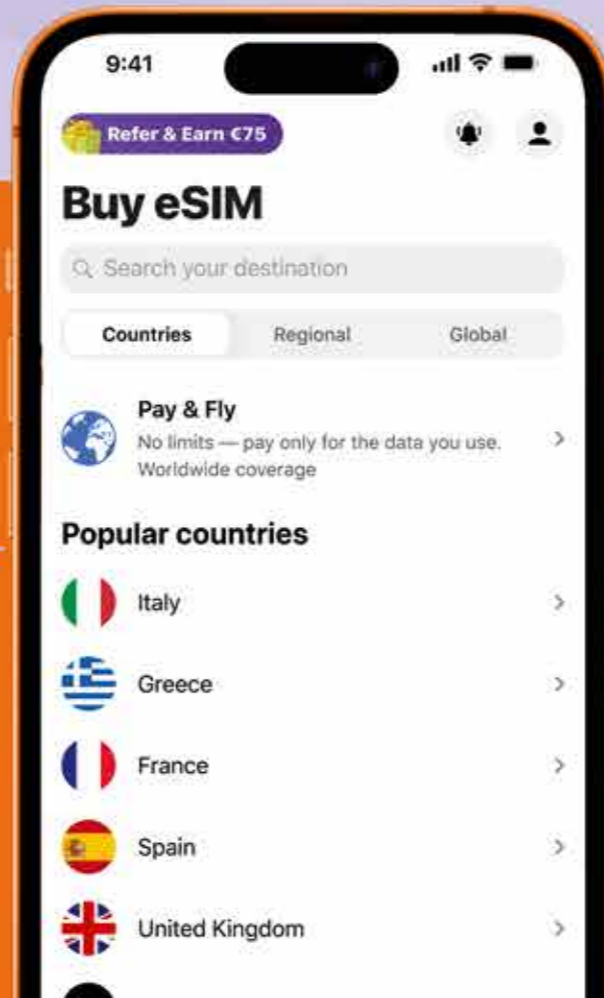 9:41
Refer & Earn €75
Buy eSIM
Search your destination
Countries
Regional
Global
Pay & Fly
No limits — pay only for the data you use.
Worldwide coverage
Popular countries
Italy
Greece
France
Spain
United Kingdom